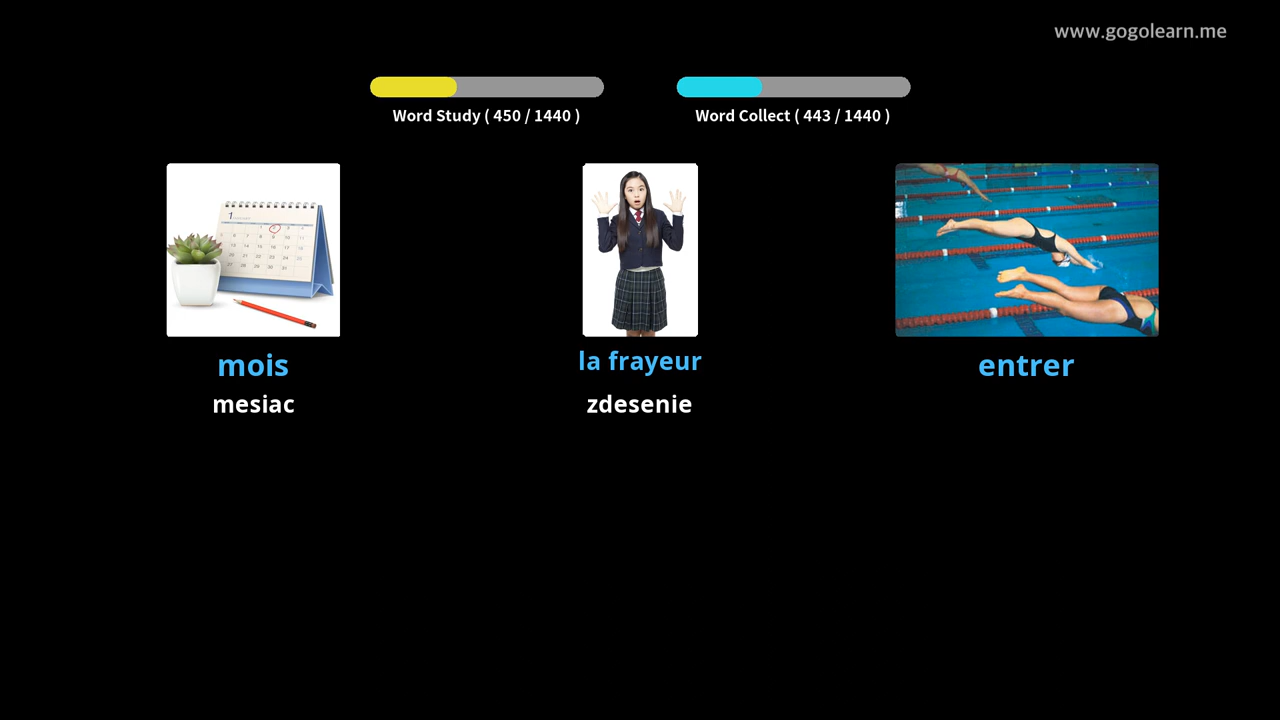 www.gogolearn.me
Word Study ( 450 / 1440 )
Word Collect ( 443 / 1440 )
mois
mesiac
la frayeur
zdesenie
entrer